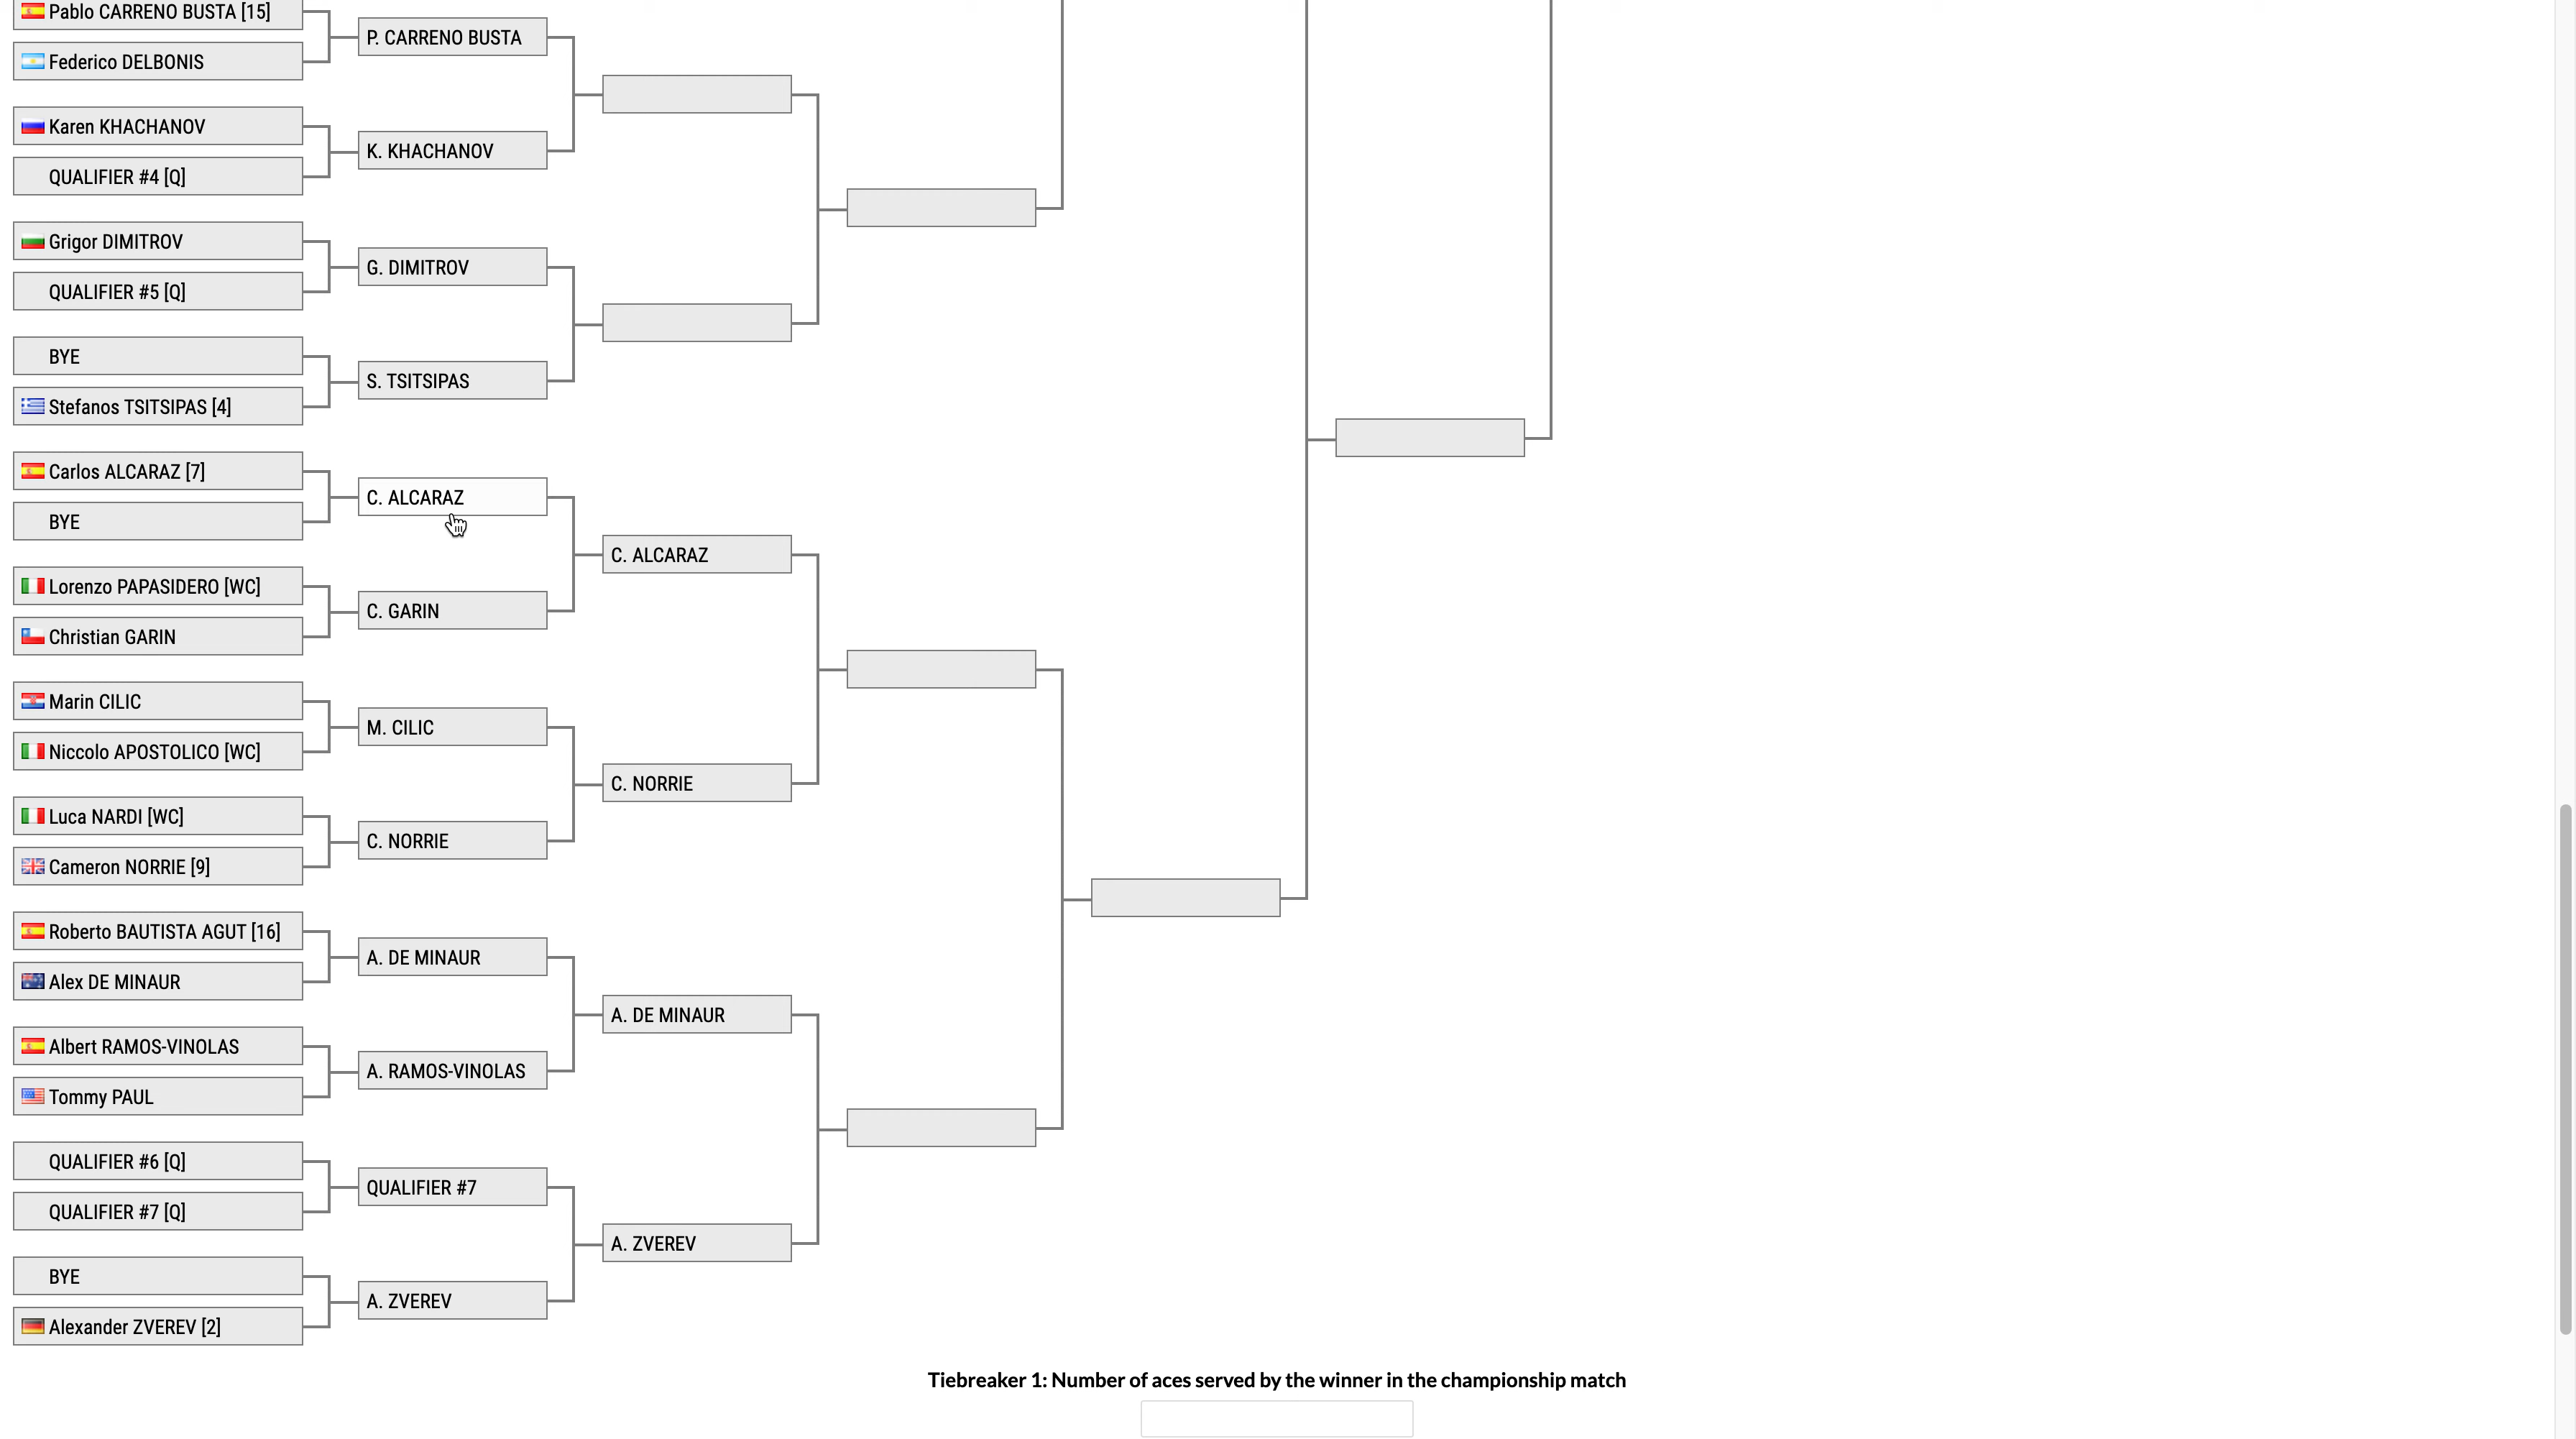 Pablo CARRENO BUSTA [15]
Federico DELBONIS
P. CARRENO BUSTA
Karen KHACHANOV
QUALIFIER #4 [Q]
K. KHACHANOV
Grigor DIMITROV
QUALIFIER #5 [Q]
G. DIMITROV
BYE
Stefanos TSITSIPAS [4]
S. TSITSIPAS
Carlos ALCARAZ [7]
BYE
C. ALCARAZ
Lorenzo PAPASIDERO [WC]
Christian GARIN
C. GARIN
C. ALCARAZ
Marin CILIC
Niccolo APOSTOLICO [WC]
M. CILIC
Luca NARDI [WC]
Cameron NORRIE [9]
C. NORRIE
C. NORRIE
Roberto BAUTISTA AGUT [16]
Alex DE MINAUR
A. DE MINAUR
Albert RAMOS-VINOLAS
Tommy PAUL
A. RAMOS-VINOLAS
A. DE MINAUR
QUALIFIER #6 [Q]
QUALIFIER #7 [Q]
QUALIFIER #7
BYE
Alexander ZVEREV [2]
A. ZVEREV
A. ZVEREV
Tiebreaker 1: Number of aces served by the winner in the championship match